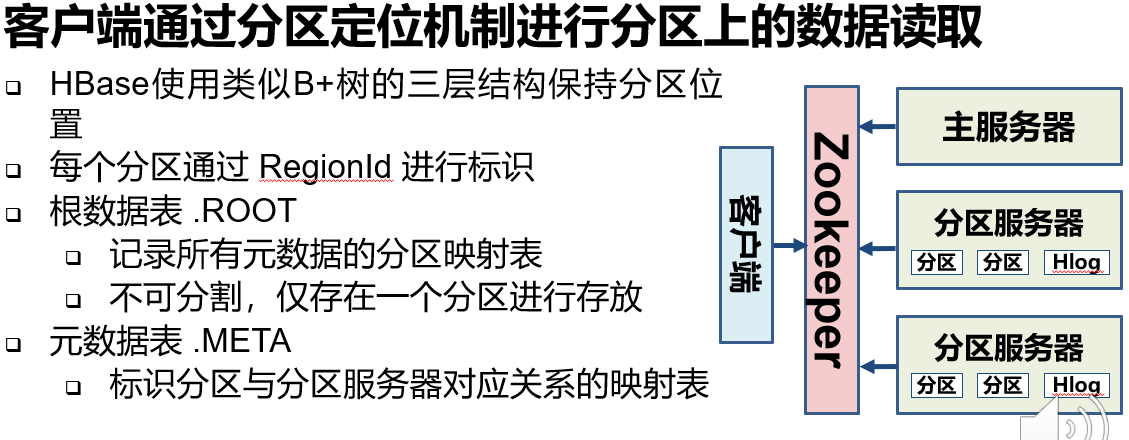 客户端通过分区定位机制进行分区上的数据读取
HBase使用类似B+树的三层结构保持分区位
置
每个分区通过 RegionId 进行标识
根数据表 .ROOT
记录所有元数据的分区映射表
不可分割，仅存在一个分区进行存放
元数据表 .META
标识分区与分区服务器对应关系的映射表
客户端
Zookeeper
主服务器
分区服务器
分区 分区 Hlog
分区服务器
分区 分区 Hlog